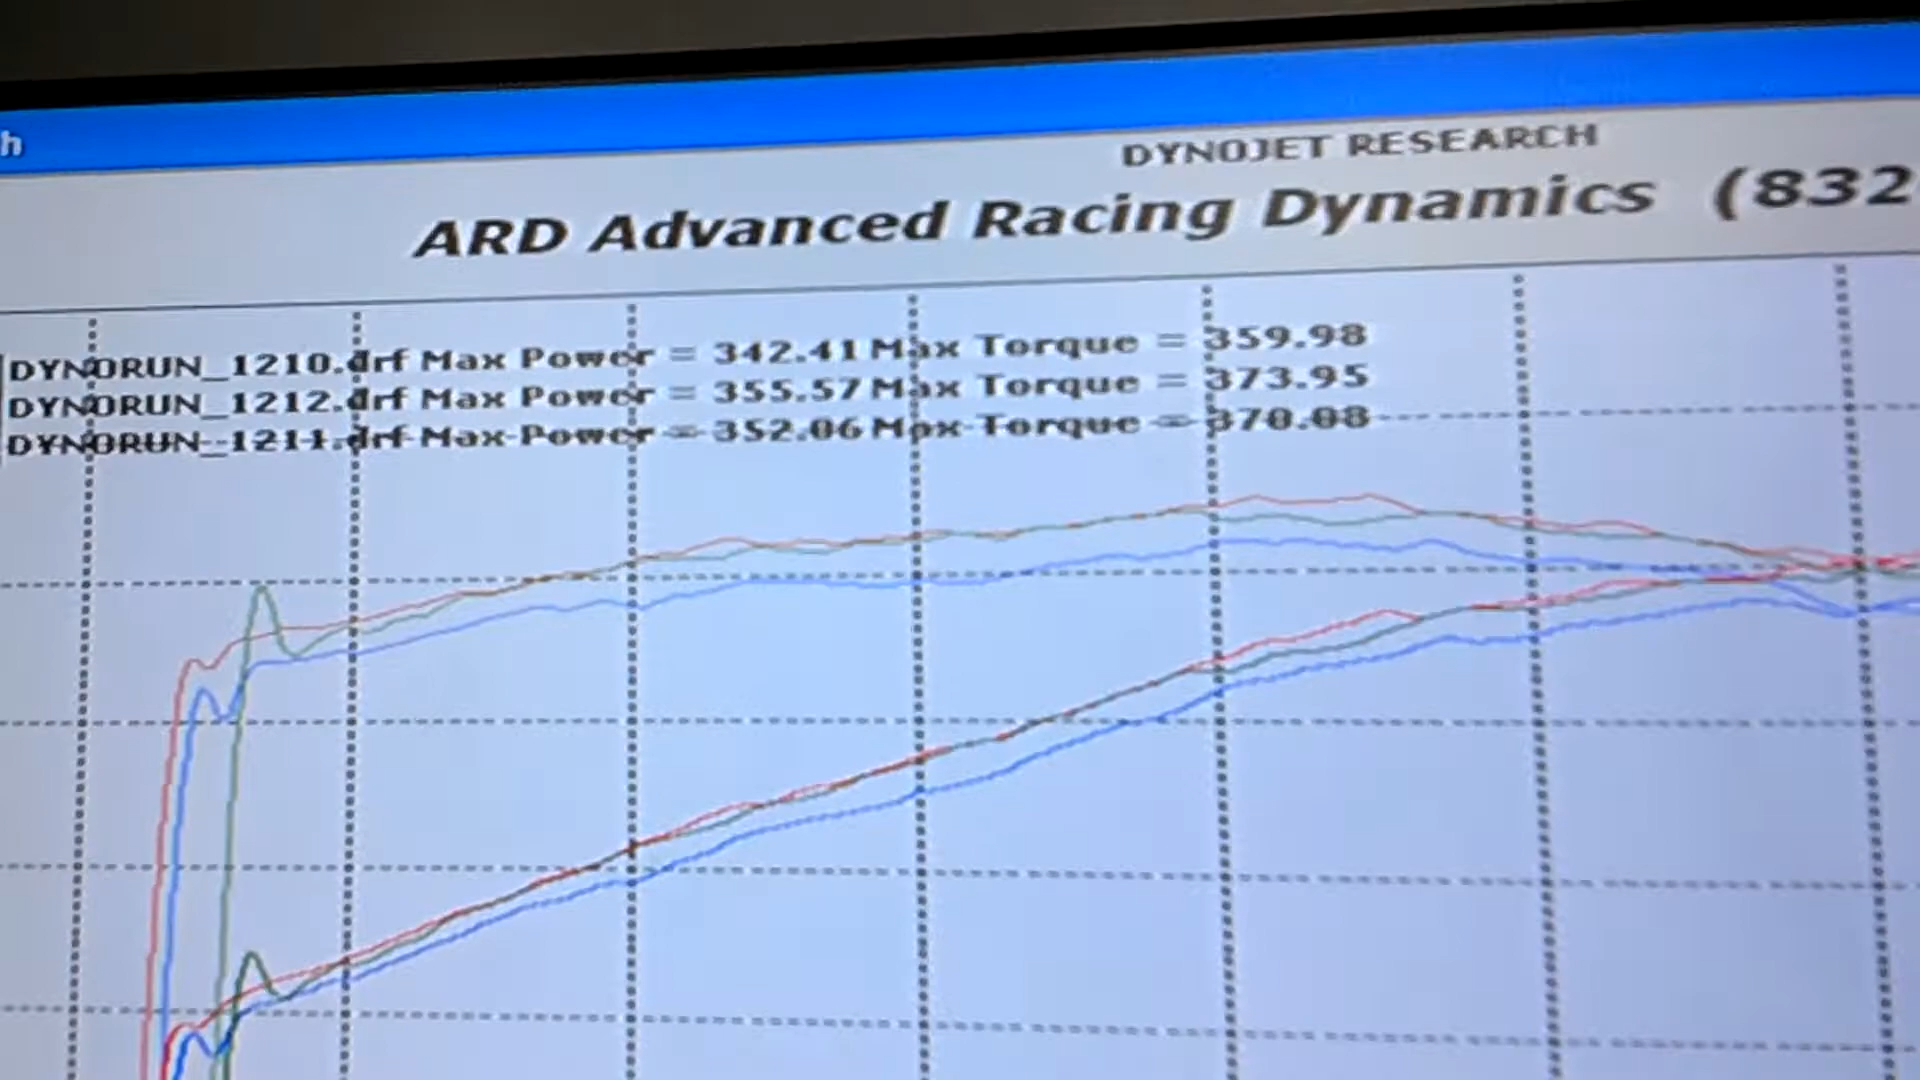 h
DYNOJET RESEARCH
ARD Advanced Racing Dynamics (832
DYNORUN_1210.drf Max Power = 342.41 Max Torque = 359.98
DYNORUN_1212.drf Max Power = 355.57 Max Torque = 373.95
DYNORUN_1211.drf Max Power = 352.06 Max Torque = 370.08